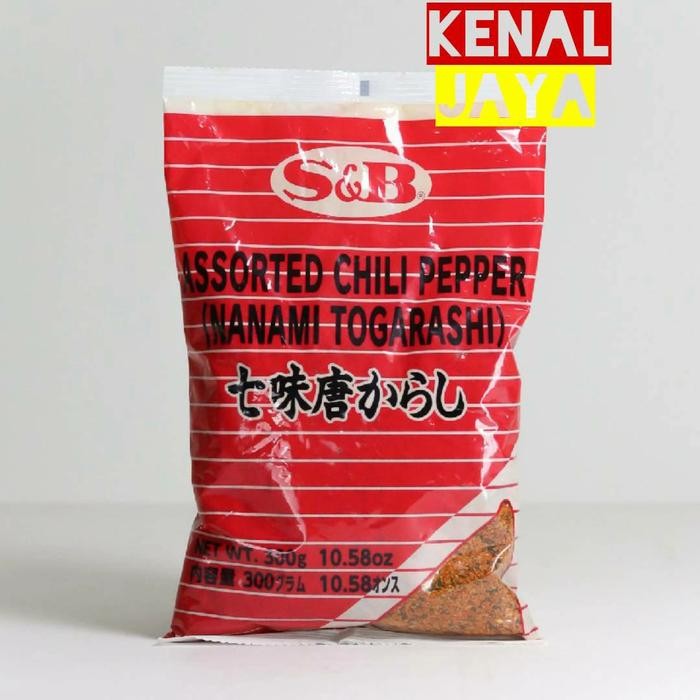 KENAL
JAYA
S&B®
ASSORTED CHILI PEPPER
(NANAMI TOGARASHI)
七味唐からし
NET WT. 300g 10.58oz
内容量 300グラム 10.58オンス